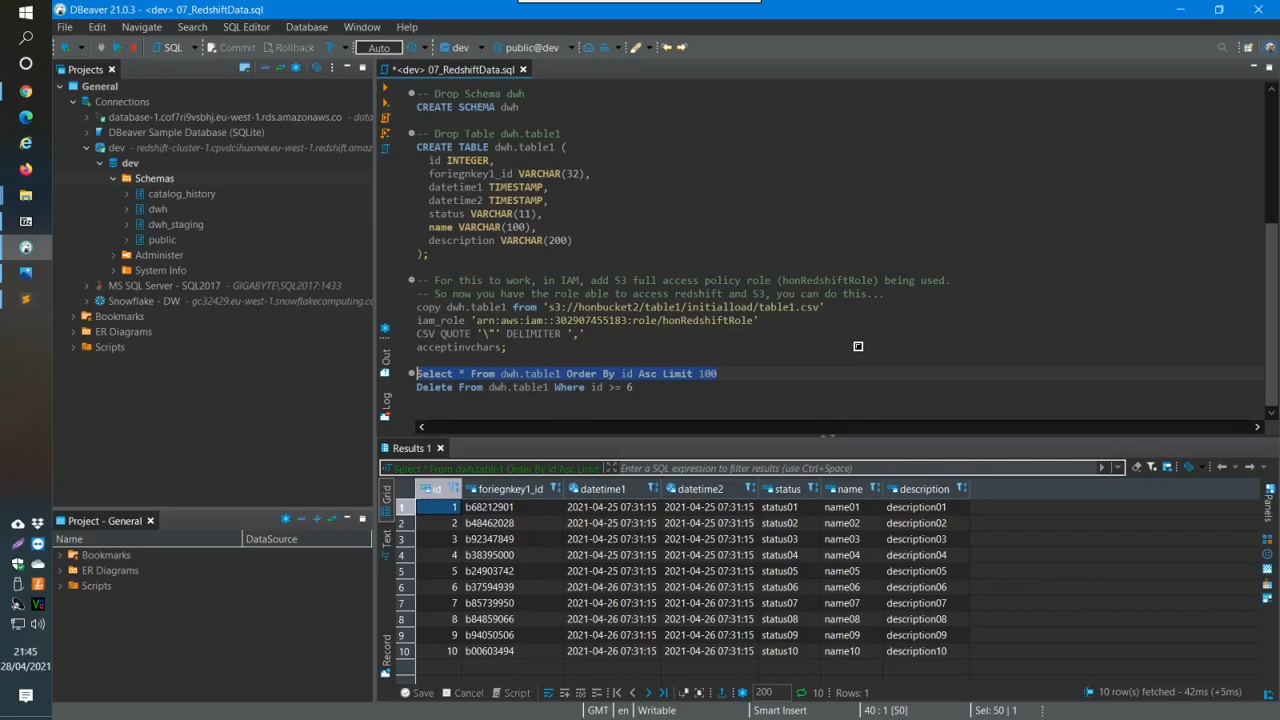 DBeaver 21.0.3 - <dev> 07_RedshiftData.sql
File Edit Navigate Search SQL Editor Database Window Help
SQL Commit Rollback Auto dev public@dev
Projects
General
Connections
database-1.cof7ri9vsbhj.eu-west-1.rds.amazonaws.co - data
DBeaver Sample Database (SQLite)
dev - redshift-cluster-1.cpvdcihuxnee.eu-west-1.redshift.amaz
dev
Schemas
catalog_history
dwh
dwh_staging
public
Administer
System Info
MS SQL Server - SQL2017 - GIGABYTE\SQL2017:1433
Snowflake - DW - gc32429.eu-west-1.snowflakecomputing.co
Bookmarks
ER Diagrams
Scripts
*<dev> 07_RedshiftData.sql
-- Drop Schema dwh
CREATE SCHEMA dwh
-- Drop Table dwh.table1
CREATE TABLE dwh.table1 (
id INTEGER,
foriegnkey1_id VARCHAR(32),
datetime1 TIMESTAMP,
datetime2 TIMESTAMP,
status VARCHAR(11),
name VARCHAR(100),
description VARCHAR(200)
);
-- For this to work, in IAM, add S3 full access policy role (honRedshiftRole) being used.
-- So now you have the role able to access redshift and S3, you can do this...
copy dwh.table1 from 's3://honbucket2/table1/initialload/table1.csv'
iam_role 'arn:aws:iam::302907455183:role/honRedshiftRole'
CSV QUOTE '\"' DELIMITER ','
acceptinvchars;
Select * From dwh.table1 Order By id Asc Limit 100
Delete From dwh.table1 Where id >= 6
Out
Log
Project - General
Name DataSource
Bookmarks
ER Diagrams
Scripts
Results 1
Select * From dwh.table1 Order By id Asc Limit Enter a SQL expression to filter results (use Ctrl+Space)
id foriegnkey1_id datetime1 datetime2 status name description
1 1 b68212901 2021-04-25 07:31:15 2021-04-25 07:31:15 status01 name01 description01
2 2 b48462028 2021-04-25 07:31:15 2021-04-25 07:31:15 status02 name02 description02
3 3 b92347849 2021-04-25 07:31:15 2021-04-25 07:31:15 status03 name03 description03
4 4 b38395000 2021-04-25 07:31:15 2021-04-25 07:31:15 status04 name04 description04
5 5 b24903742 2021-04-25 07:31:15 2021-04-25 07:31:15 status05 name05 description05
6 6 b37594939 2021-04-26 07:31:15 2021-04-26 07:31:15 status06 name06 description06
7 7 b85739950 2021-04-26 07:31:15 2021-04-26 07:31:15 status07 name07 description07
8 8 b84859066 2021-04-26 07:31:15 2021-04-26 07:31:15 status08 name08 description08
9 9 b94050506 2021-04-26 07:31:15 2021-04-26 07:31:15 status09 name09 description09
10 10 b00603494 2021-04-26 07:31:15 2021-04-26 07:31:15 status10 name10 description10
Grid
Text
Record
Panels
Save Cancel Script 200 10 Rows: 1 10 row(s) fetched - 42ms (+5ms)
GMT en Writable Smart Insert 40 : 1 [50] Sel: 50 | 1
21:45
28/04/2021